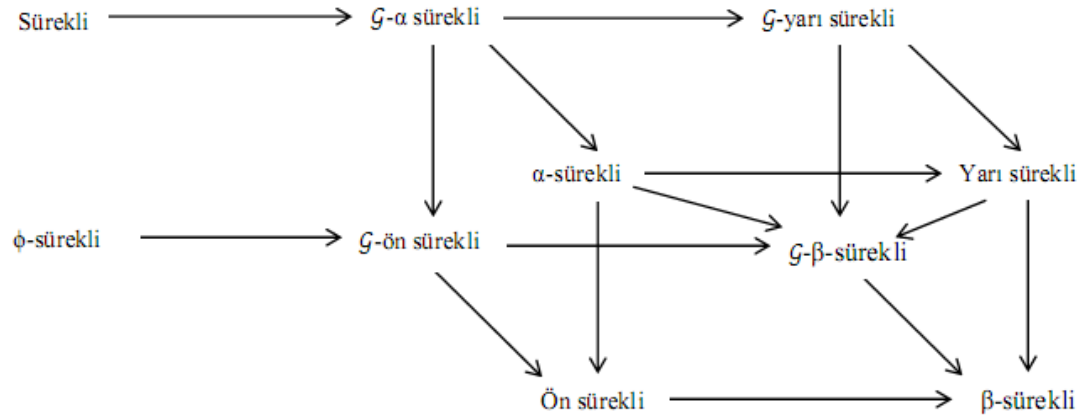 Sürekli
𝒢-α sürekli
𝒢-yarı sürekli
α-sürekli
Yarı sürekli
ϕ-sürekli
𝒢-ön sürekli
𝒢-β-sürekli
Ön sürekli
β-sürekli